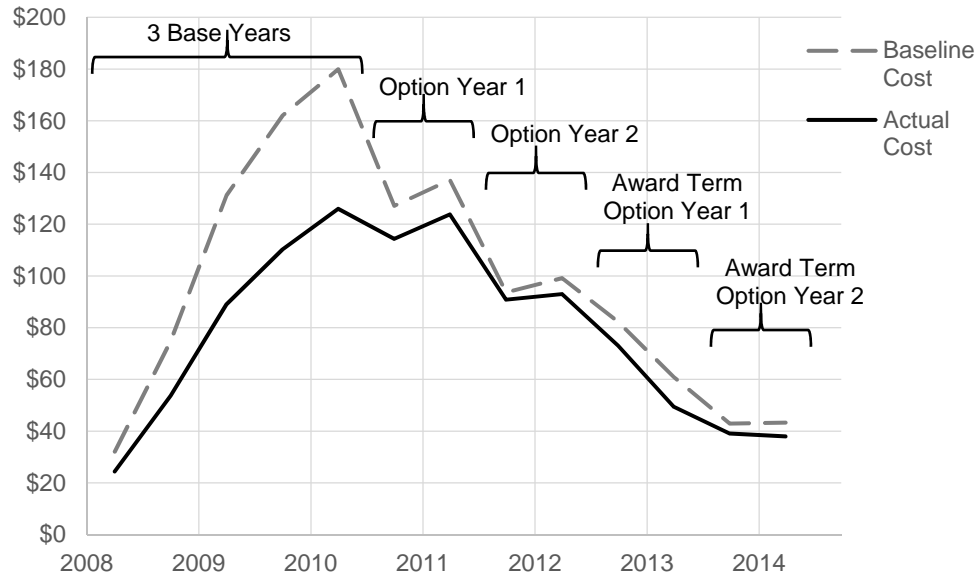 $200
$180
$160
$140
$120
$100
$80
$60
$40
$20
$0
2008
2009
2010
2011
2012
2013
2014
3 Base Years
Option Year 1
Option Year 2
Award Term
Option Year 1
Award Term
Option Year 2
Baseline
Cost
Actual
Cost